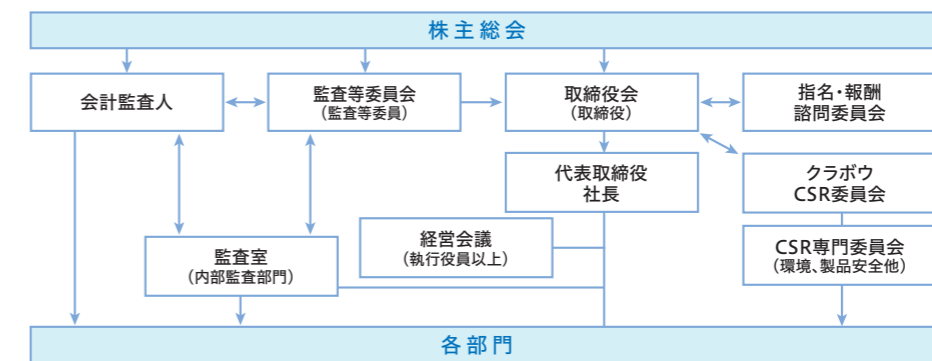 株主総会
会計監査人
監査等委員会
（監査等委員）
取締役会
（取締役）
指名・報酬
諮問委員会
代表取締役
社長
クラボウ
CSR委員会
経営会議
（執行役員以上）
監査室
（内部監査部門）
CSR専門委員会
（環境、製品安全他）
各部門